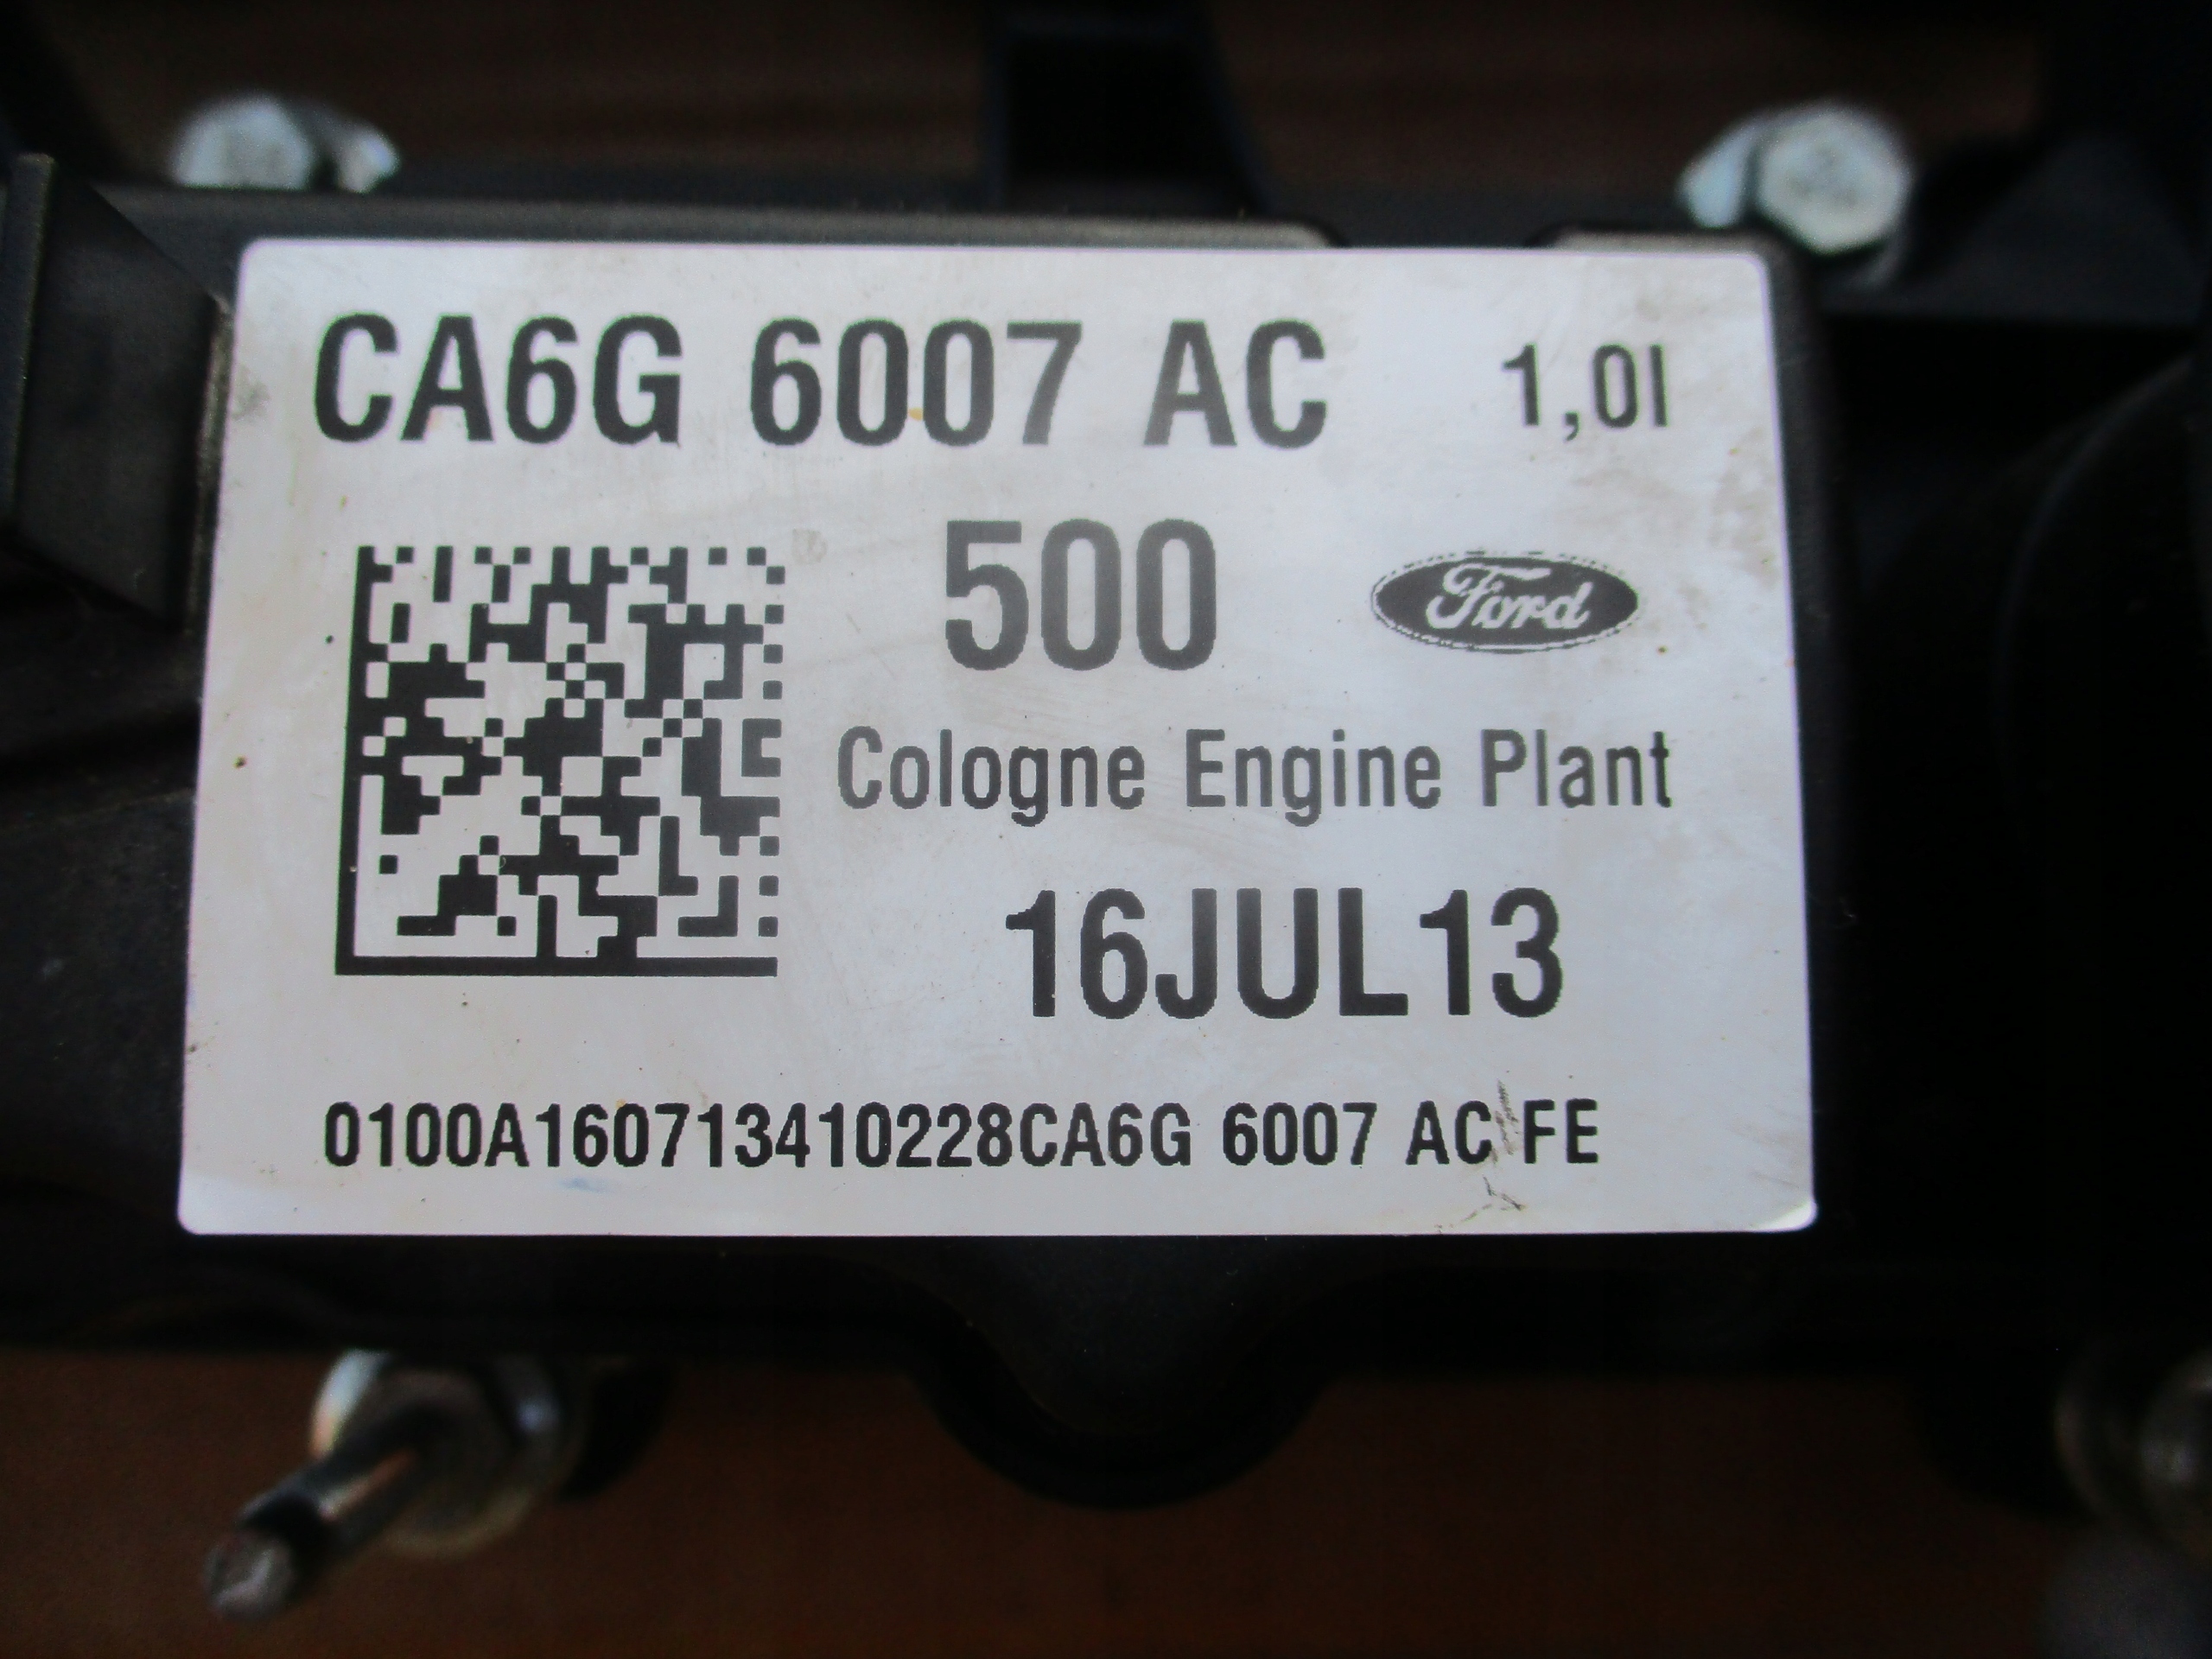 CA6G 6007 AC 1,0l
500 Ford
Cologne Engine Plant
16JUL13
0100A160713410228CA6G 6007 AC FE